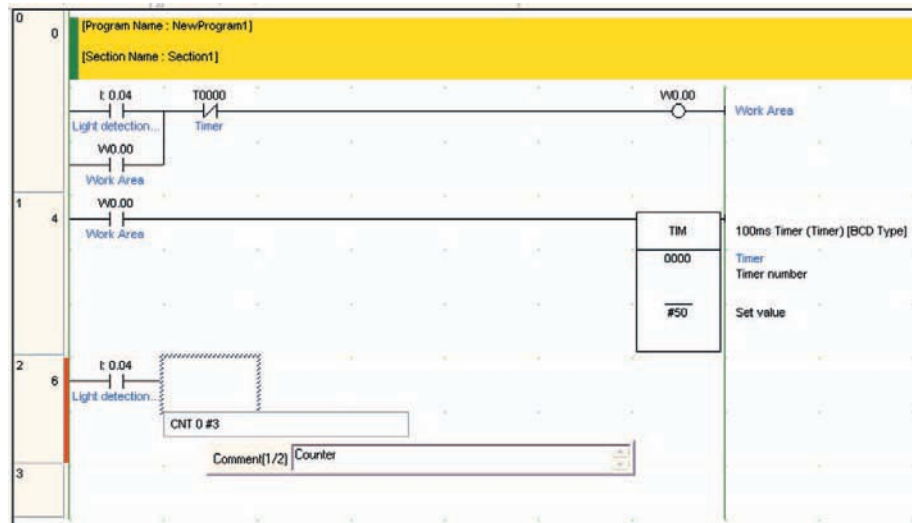 0
0
[Program Name : NewProgram1]
[Section Name : Section1]
I: 0.04 T0000 W0.00
Work Area
Light detection... Timer
W0.00
Work Area
1
4
W0.00
Work Area
TIM
100ms Timer (Timer) [BCD Type]
0000
Timer
Timer number
#50
Set value
2
6
I: 0.04
Light detection...
CNT 0 #3
Comment(1/2) Counter
3